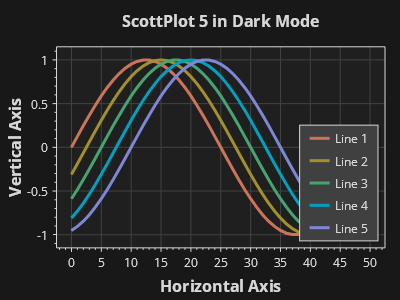 ScottPlot 5 in Dark Mode
Vertical Axis
1
0.5
0
-0.5
-1
Line 1
Line 2
Line 3
Line 4
Line 5
0 5 10 15 20 25 30 35 40 45 50
Horizontal Axis